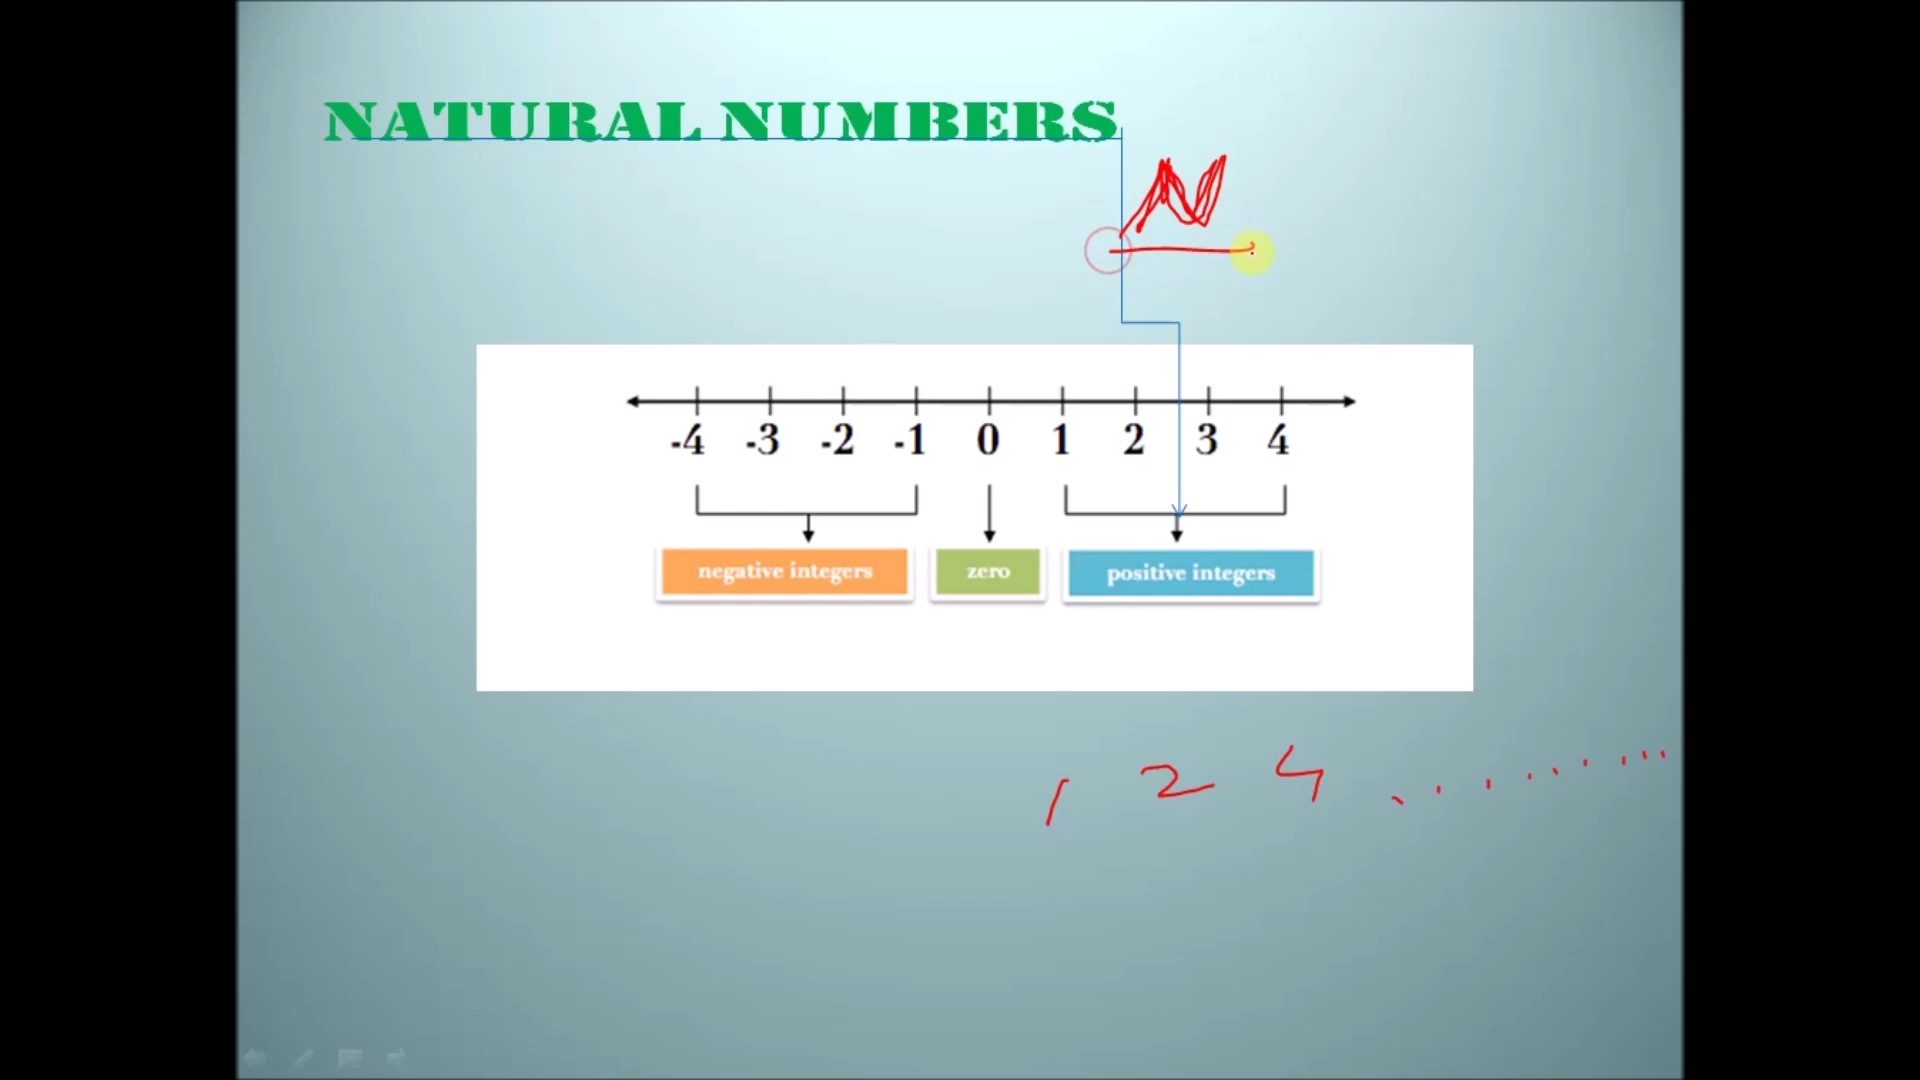 NATURAL NUMBERS
N
-4 -3 -2 -1 0 1 2 3 4
negative integers zero positive integers
1 2 4 ...........